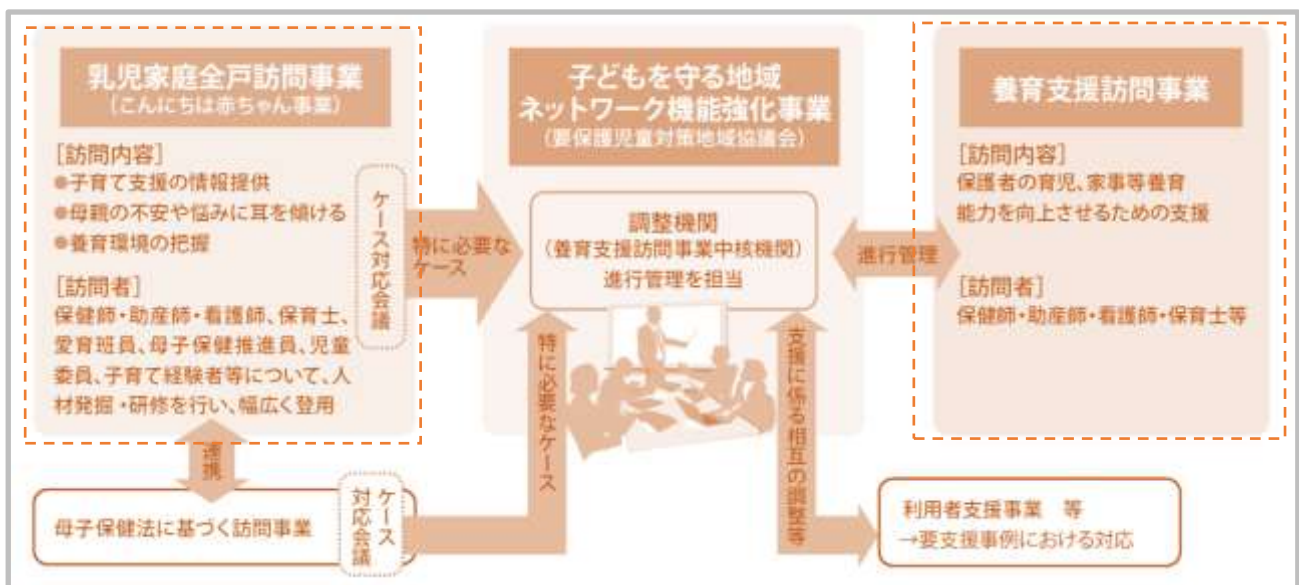 乳児家庭全戸訪問事業
(こんにちは赤ちゃん事業)
[訪問内容]
●子育て支援の情報提供
●母親の不安や悩みに耳を傾ける
●養育環境の把握
[訪問者]
保健師・助産師・看護師、保育士、
愛育班員、母子保健推進員、児童
委員、子育て経験者等について、人
材発掘・研修を行い、幅広く登用
ケース対応会議
特に必要な
ケース
子どもを守る地域
ネットワーク機能強化事業
(要保護児童対策地域協議会)
調整機関
(養育支援訪問事業中核機関)
進行管理を担当
進行管理
養育支援訪問事業
[訪問内容]
保護者の育児、家事等養育
能力を向上させるための支援
[訪問者]
保健師・助産師・看護師・保育士等
連携
母子保健法に基づく訪問事業
ケース
対応会議
特に必要なケース
支援に係る相互の調整等
利用者支援事業 等
→要支援事例における対応